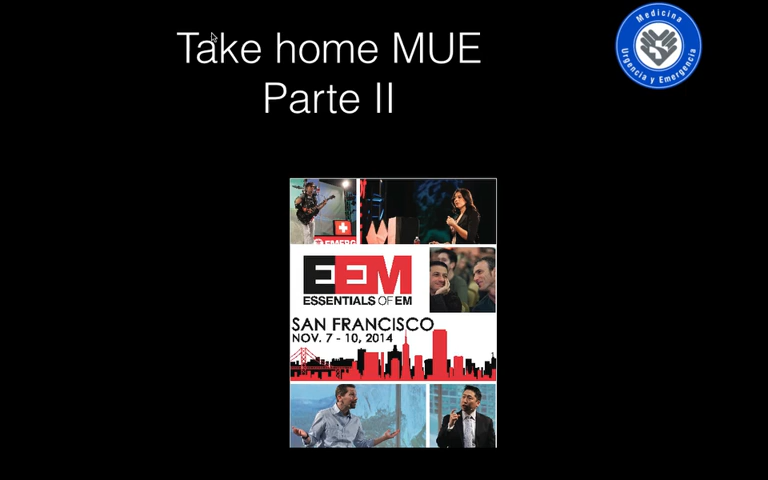 Take home MUE
Parte II
Medicina
Urgencia y Emergencia
EMERG
EEM
ESSENTIALS OF EM
SAN FRANCISCO
NOV. 7 - 10, 2014